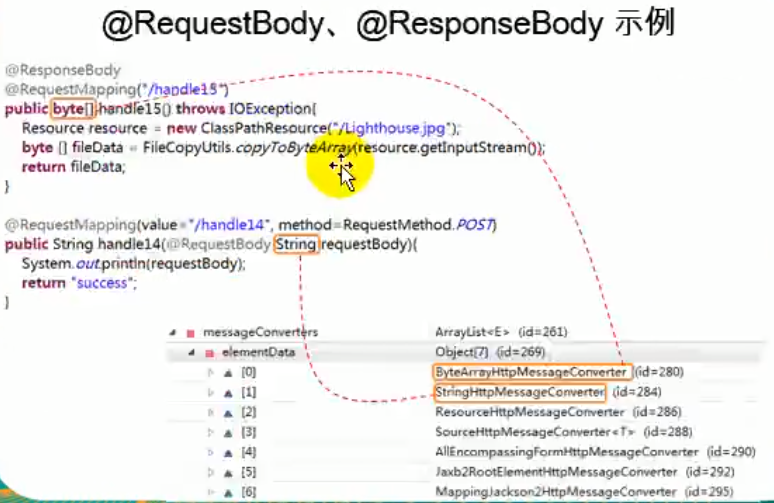 @RequestBody、@ResponseBody 示例
@ResponseBody
@RequestMapping("/handle15")
public byte[] handle15() throws IOException{
Resource resource = new ClassPathResource("/Lighthouse.jpg");
byte [] fileData = FileCopyUtils.copyToByteArray(resource.getInputStream());
return fileData;
}
@RequestMapping(value="/handle14", method=RequestMethod.POST)
public String handle14(@RequestBody String requestBody){
System.out.println(requestBody);
return "success";
}
messageConverters ArrayList<E> (id=261)
elementData Object[7] (id=269)
[0] ByteArrayHttpMessageConverter (id=280)
[1] StringHttpMessageConverter (id=284)
[2] ResourceHttpMessageConverter (id=286)
[3] SourceHttpMessageConverter<T> (id=288)
[4] AllEncompassingFormHttpMessageConverter (id=290)
[5] Jaxb2RootElementHttpMessageConverter (id=292)
[6] MappingJackson2HttpMessageConverter (id=295)